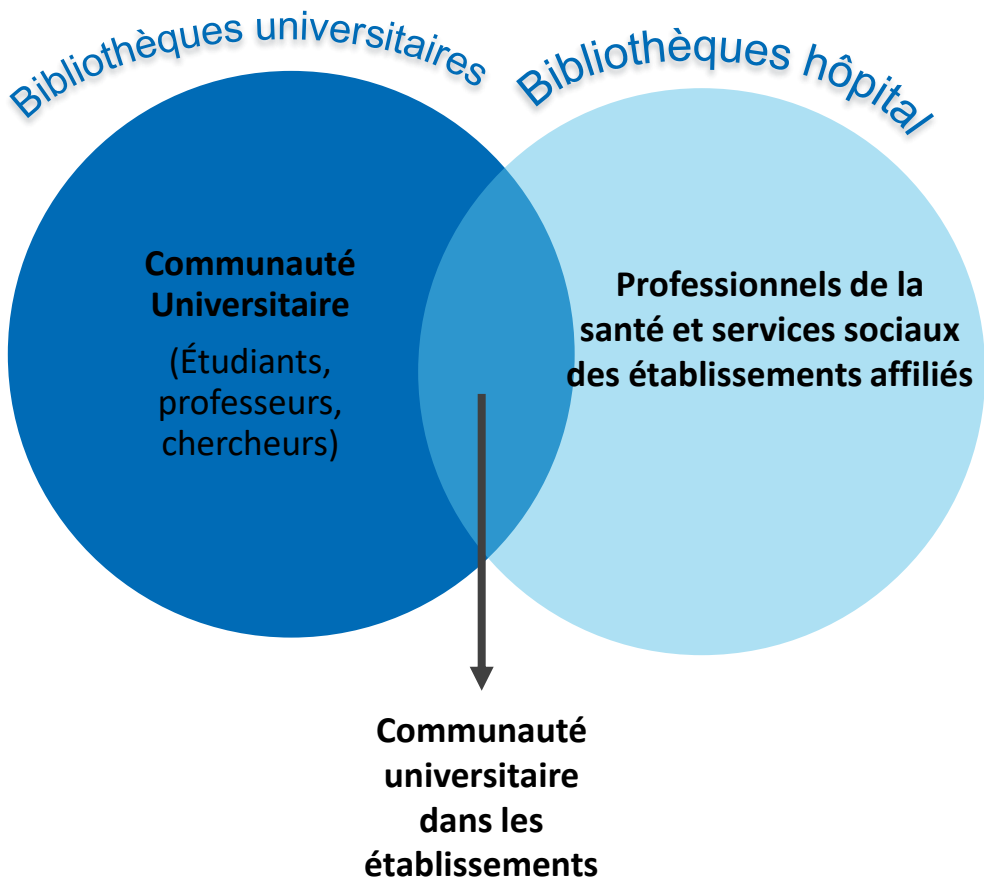 Bibliothèques universitaires
Bibliothèques hôpital
Communauté
Universitaire
(Étudiants,
professeurs,
chercheurs)
Professionnels de la
santé et services sociaux
des établissements affiliés
Communauté
universitaire
dans les
établissements